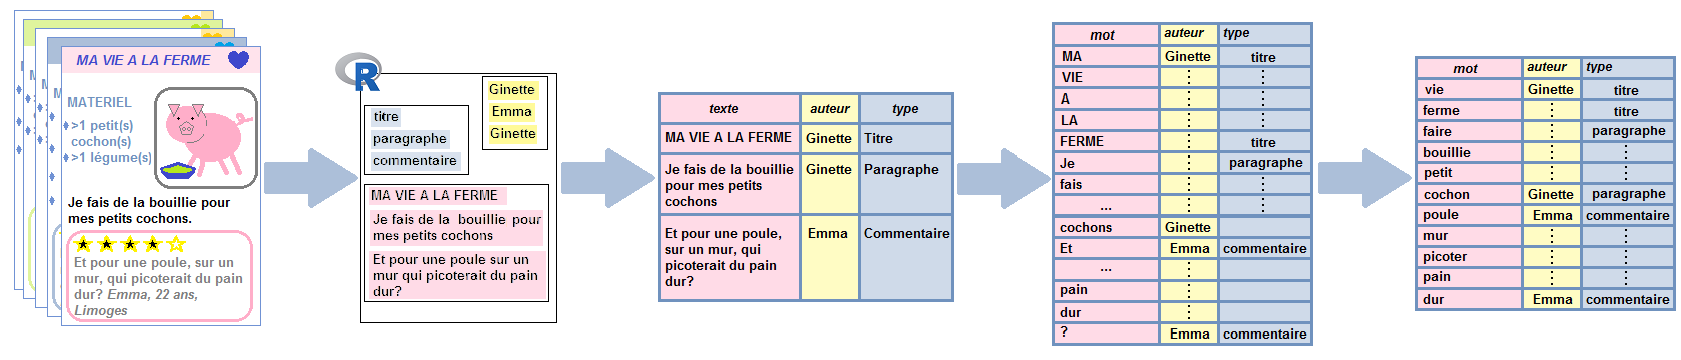 MA VIE A LA FERME
MATERIEL
>1 petit(s)
cochon(s)
>1 légume(s)
Je fais de la bouillie pour
mes petits cochons.
Et pour une poule, sur un
mur, qui picoterait du pain
dur? Emma, 22 ans,
Limoges
R
titre
paragraphe
commentaire
Ginette
Emma
Ginette
MA VIE A LA FERME
Je fais de la bouillie pour
mes petits cochons
Et pour une poule sur un
mur qui picoterait du pain
dur?
texte auteur type
MA VIE A LA FERME Ginette Titre
Je fais de la bouillie Ginette Paragraphe
pour mes petits
cochons
Et pour une poule, Emma Commentaire
sur un mur, qui
picoterait du pain
dur?
mot auteur type
MA Ginette titre
VIE
A
LA
FERME titre
Je paragraphe
fais
...
cochons Ginette
Et Emma commentaire
...
pain
dur
? Emma commentaire
mot auteur type
vie Ginette titre
ferme titre
faire paragraphe
bouillie
petit
cochon Ginette paragraphe
poule Emma commentaire
mur
picoter
pain
dur Emma commentaire